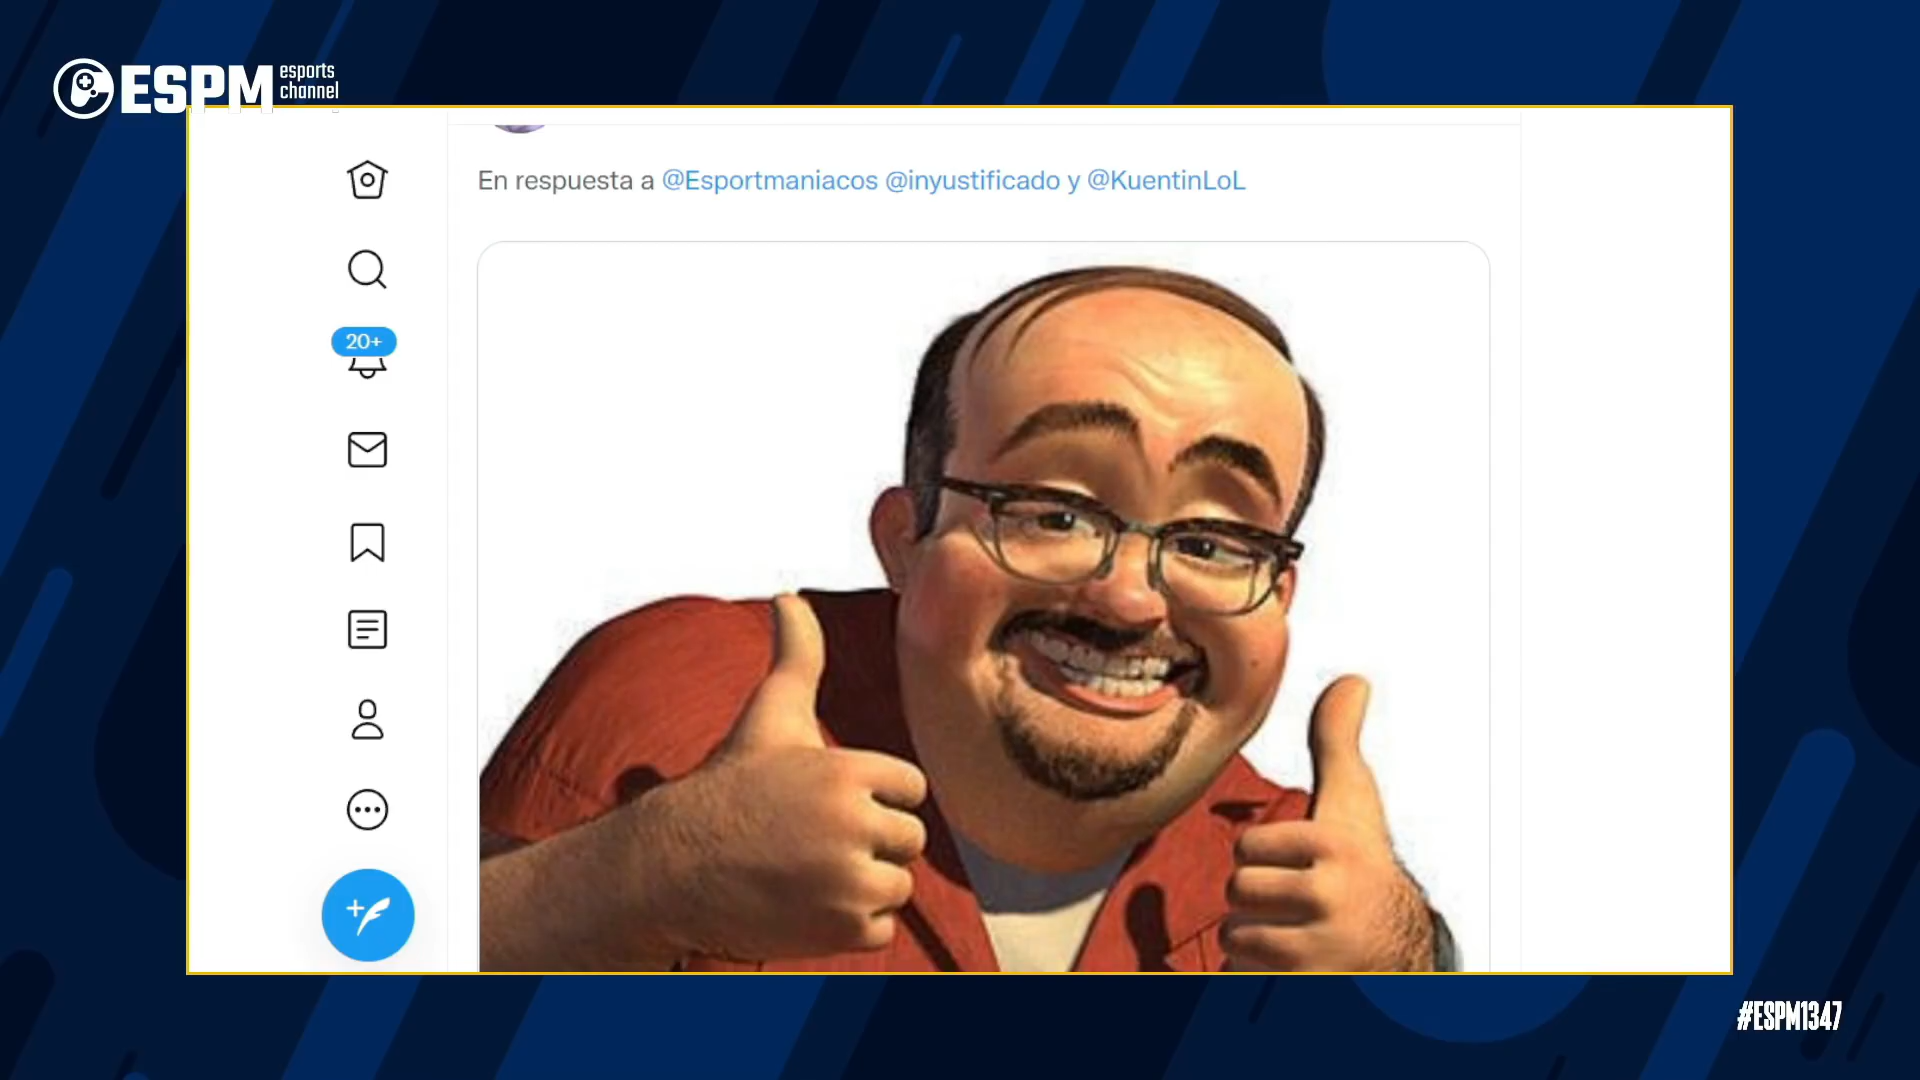 ESPM esports
channel
En respuesta a @Esportmaniacos @inyustificado y @KuentinLoL
20+
#ESPM1347